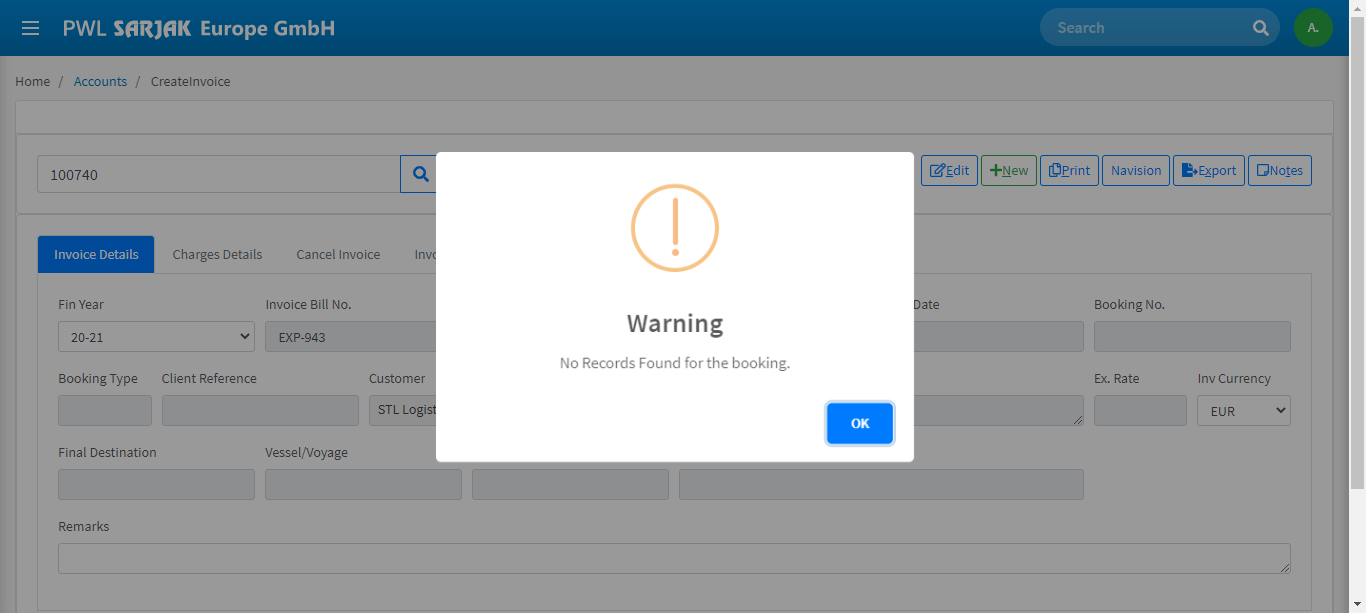 PWL SARJAK Europe GmbH
Search
A.
Home / Accounts / CreateInvoice
100740
Edit
New
Print
Navision
Export
Notes
Invoice Details
Charges Details
Cancel Invoice
Warning
No Records Found for the booking.
OK
Fin Year
Invoice Bill No.
Date
Booking No.
20-21
EXP-943
Booking Type
Client Reference
Customer
Ex. Rate
Inv Currency
STL Logist
EUR
Final Destination
Vessel/Voyage
Remarks